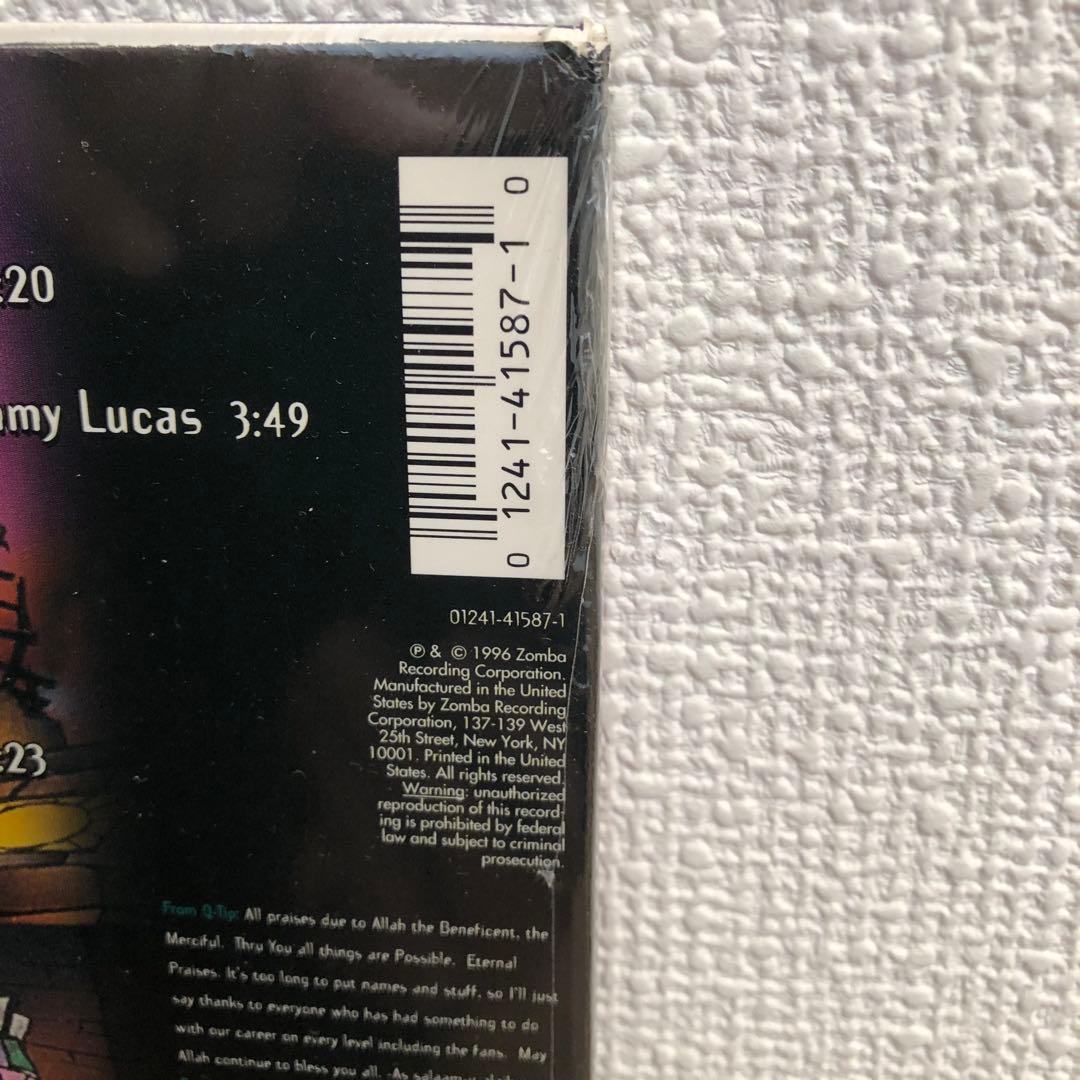 :20
my Lucas 3:49
0 1241-41587-1 0
01241-41587-1
℗ & © 1996 Zomba
Recording Corporation.
Manufactured in the United
States by Zomba Recording
Corporation, 137-139 West
25th Street, New York, NY
10001. Printed in the United
States. All rights reserved.
Warning: unauthorized
reproduction of this record-
ing is prohibited by federal
law and subject to criminal
prosecution.
:23
From Q-Tip: All praises due to Allah the Beneficent, the
Merciful. Thru You all things are Possible. Eternal
Praises. It's too long to put names and stuff, so I'll just
say thanks to everyone who has had something to do
with our career on every level including the fans. May
Allah continue to bless you all. As